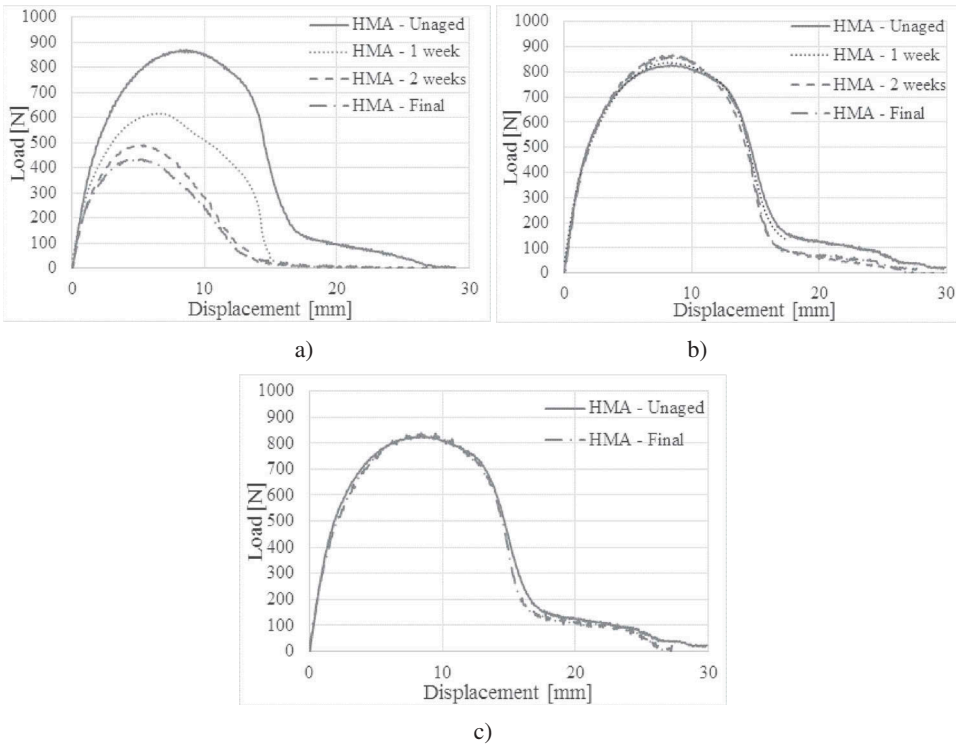 1000
900
800
700
600
500
400
300
200
100
0
Load [N]
0 10 20 30
Displacement [mm]
HMA - Unaged
HMA - 1 week
HMA - 2 weeks
HMA - Final
a)
1000
900
800
700
600
500
400
300
200
100
0
Load [N]
0 10 20 30
Displacement [mm]
HMA - Unaged
HMA - 1 week
HMA - 2 weeks
HMA - Final
b)
1000
900
800
700
600
500
400
300
200
100
0
Load [N]
0 10 20 30
Displacement [mm]
HMA - Unaged
HMA - Final
c)